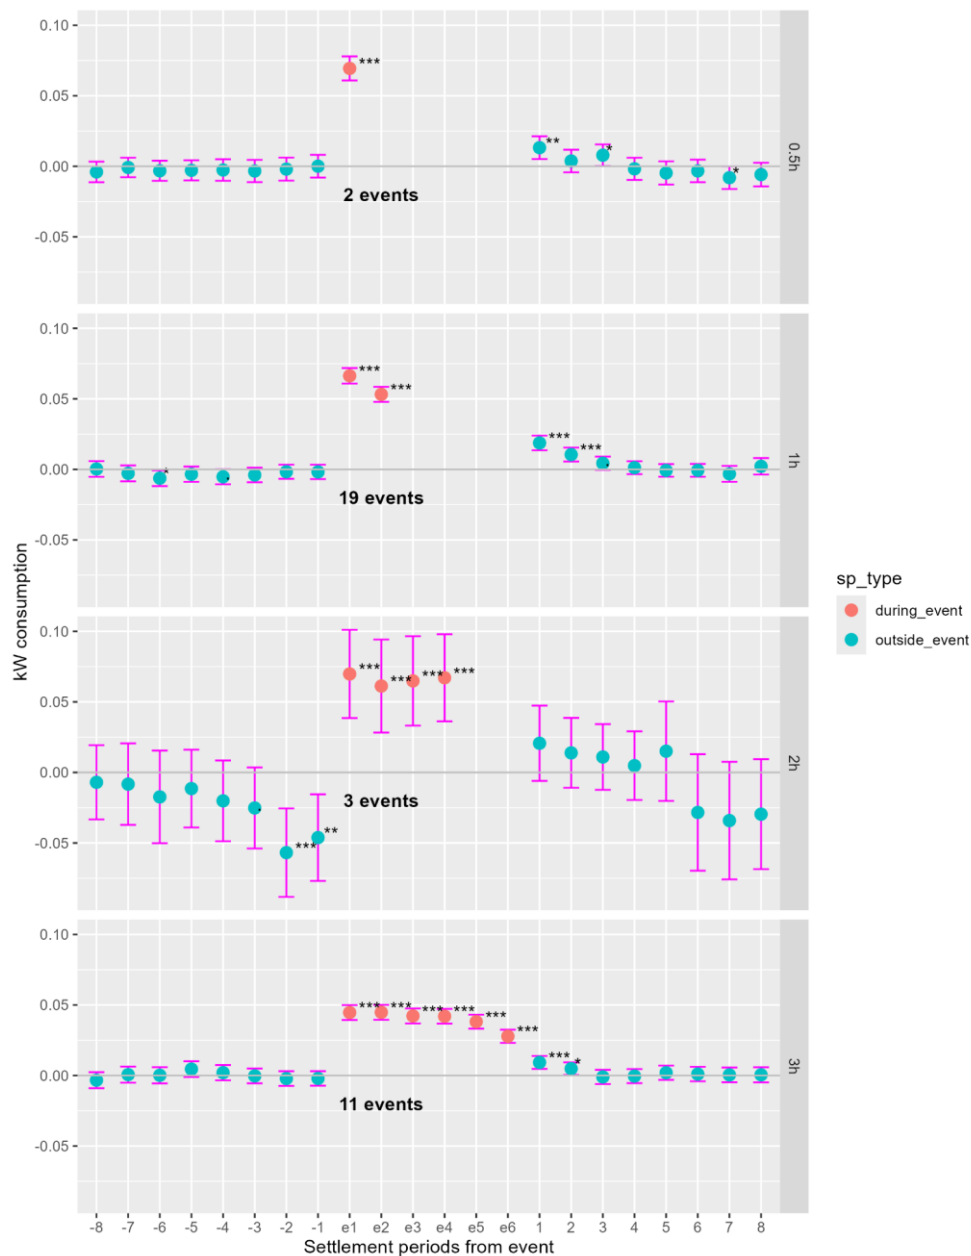 0.10
0.05
0.00
-0.05
***
**
*
*
2 events
0.5h
0.10
0.05
0.00
-0.05
*
***
***
***
***
19 events
1h
kW consumption
0.10
0.05
0.00
-0.05
***
**
***
***
***
***
3 events
2h
sp_type
during_event
outside_event
0.10
0.05
0.00
-0.05
***
***
***
***
***
***
***
*
11 events
3h
-8 -7 -6 -5 -4 -3 -2 -1 e1 e2 e3 e4 e5 e6 1 2 3 4 5 6 7 8
Settlement periods from event